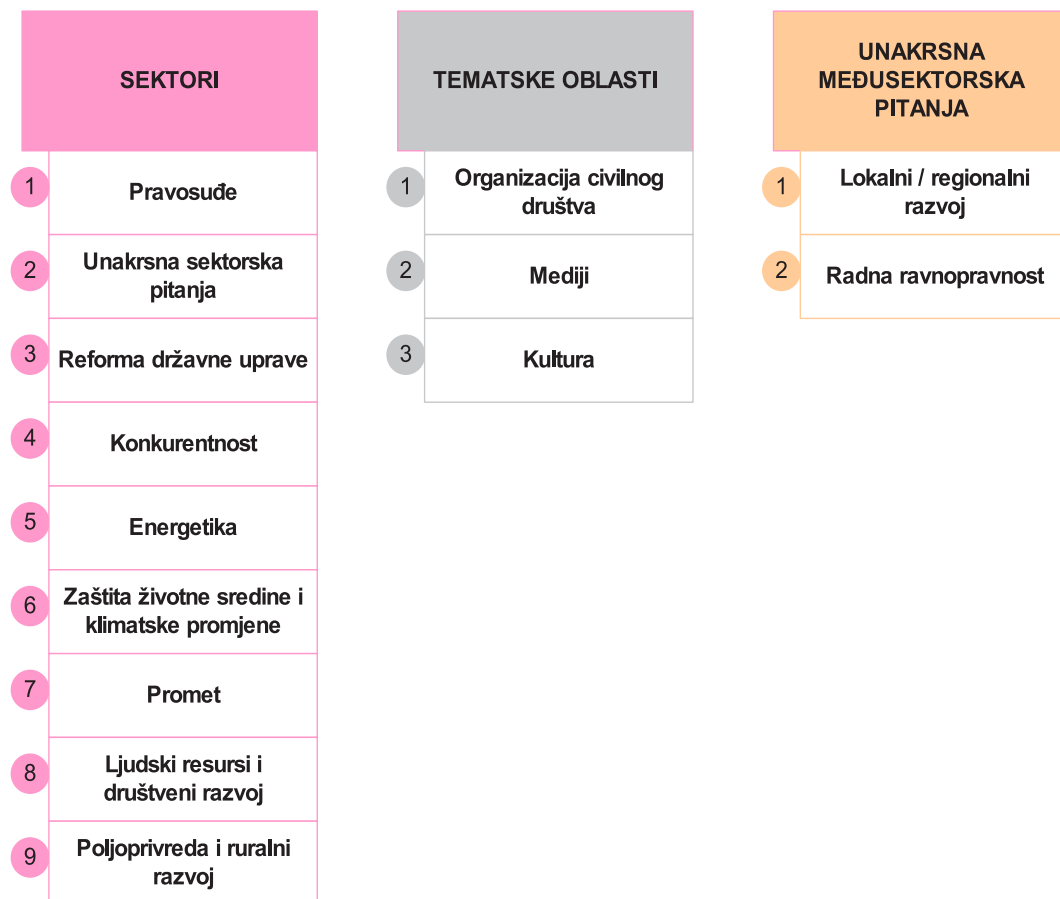 SEKTORI
1
Pravosuđe
2
Unakrsna sektorska
pitanja
3
Reforma državne uprave
4
Konkurentnost
5
Energetika
6
Zaštita životne sredine i
klimatske promjene
7
Promet
8
Ljudski resursi i
društveni razvoj
9
Poljoprivreda i ruralni
razvoj
TEMATSKE OBLASTI
1
Organizacija civilnog
društva
2
Mediji
3
Kultura
UNAKRSNA
MEĐUSEKTORSKA
PITANJA
1
Lokalni / regionalni
razvoj
2
Radna ravnopravnost